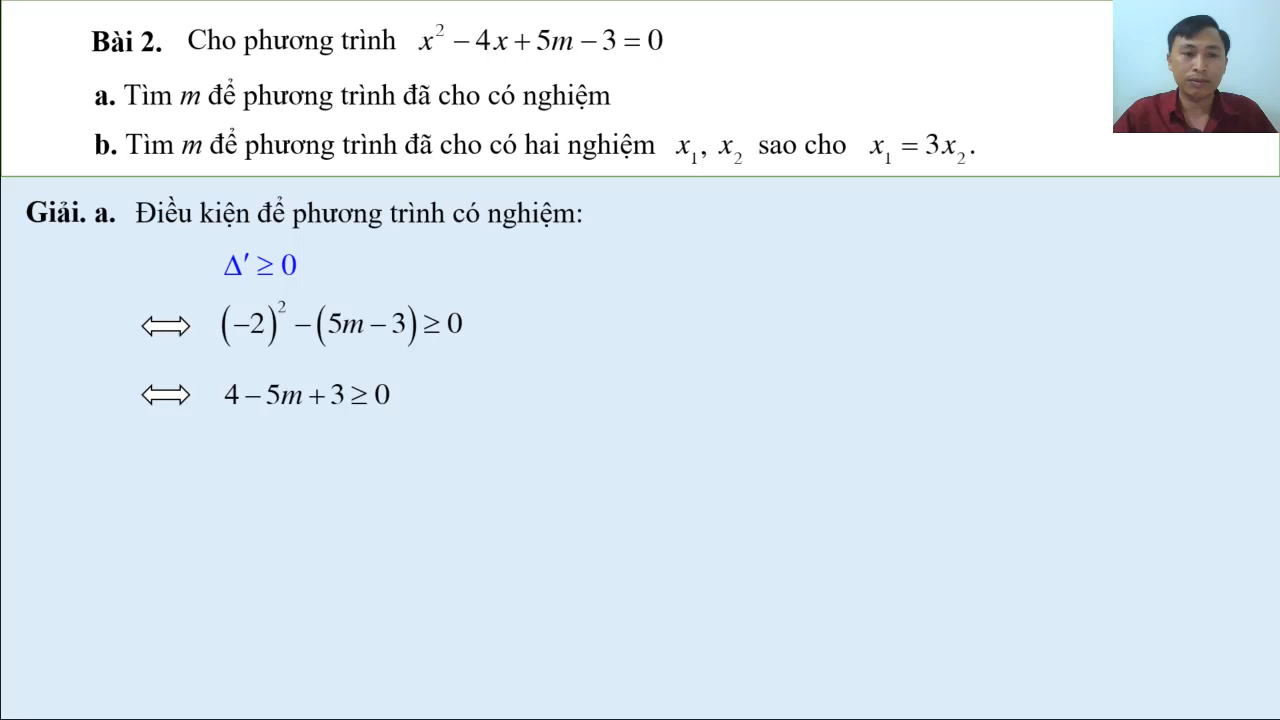 Bài 2. Cho phương trình x² − 4x + 5m − 3 = 0
a. Tìm m để phương trình đã cho có nghiệm
b. Tìm m để phương trình đã cho có hai nghiệm x₁, x₂ sao cho x₁ = 3x₂.
Giải. a. Điều kiện để phương trình có nghiệm:
Δ′ ≥ 0
⟺ (−2)² − (5m − 3) ≥ 0
⟺ 4 − 5m + 3 ≥ 0